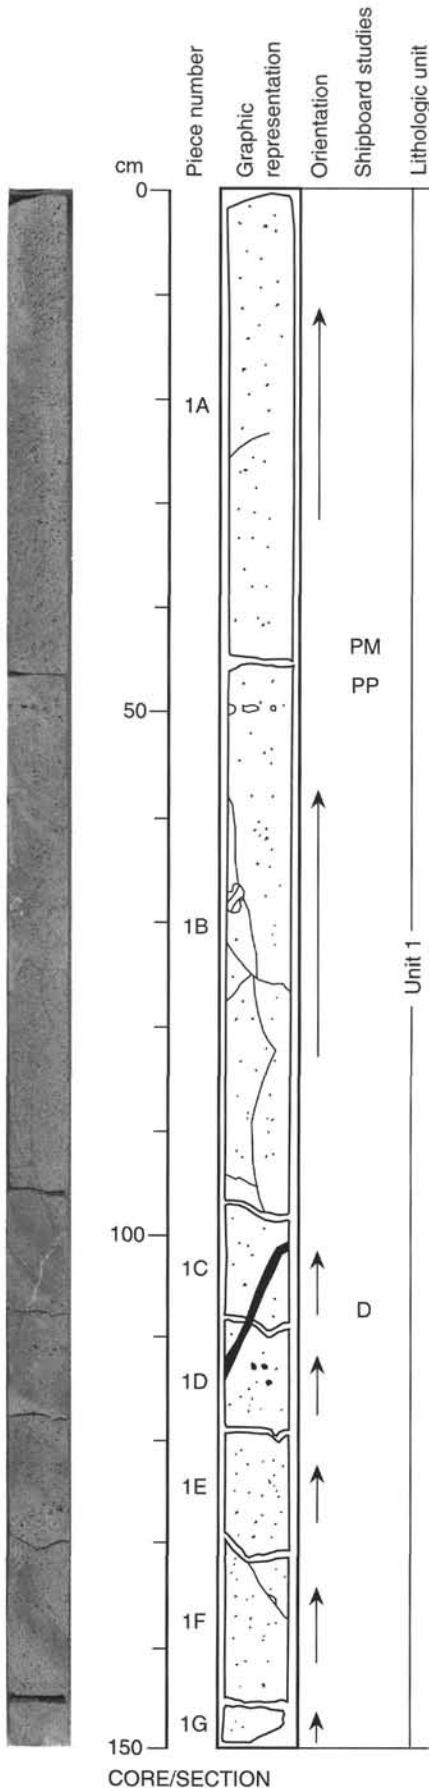 cm
Piece number
Graphic
representation
Orientation
Shipboard studies
Lithologic unit
0
1A
PM
PP
50
1B
Unit 1
100
1C
D
1D
1E
1F
1G
150
CORE/SECTION